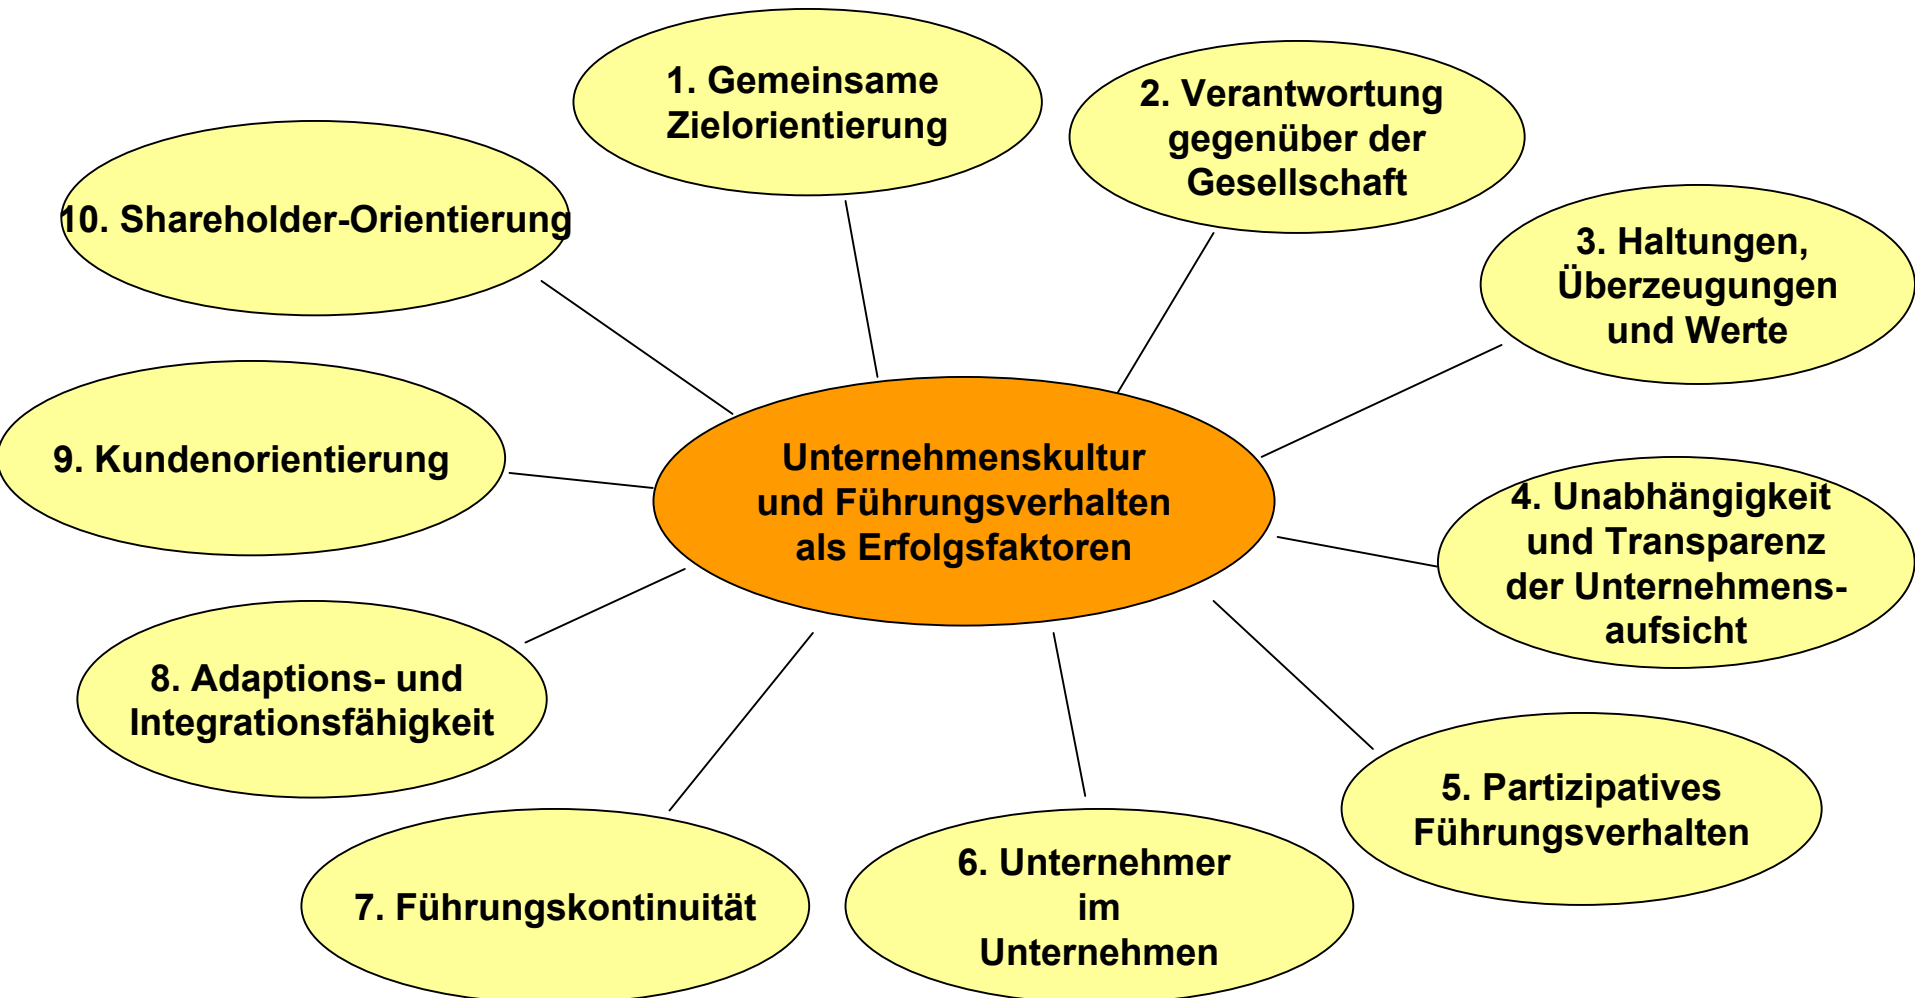 1. Gemeinsame
Zielorientierung
2. Verantwortung
gegenüber der
Gesellschaft
3. Haltungen,
Überzeugungen
und Werte
4. Unabhängigkeit
und Transparenz
der Unternehmens-
aufsicht
5. Partizipatives
Führungsverhalten
6. Unternehmer
im
Unternehmen
7. Führungskontinuität
8. Adaptions- und
Integrationsfähigkeit
9. Kundenorientierung
10. Shareholder-Orientierung
Unternehmenskultur
und Führungsverhalten
als Erfolgsfaktoren